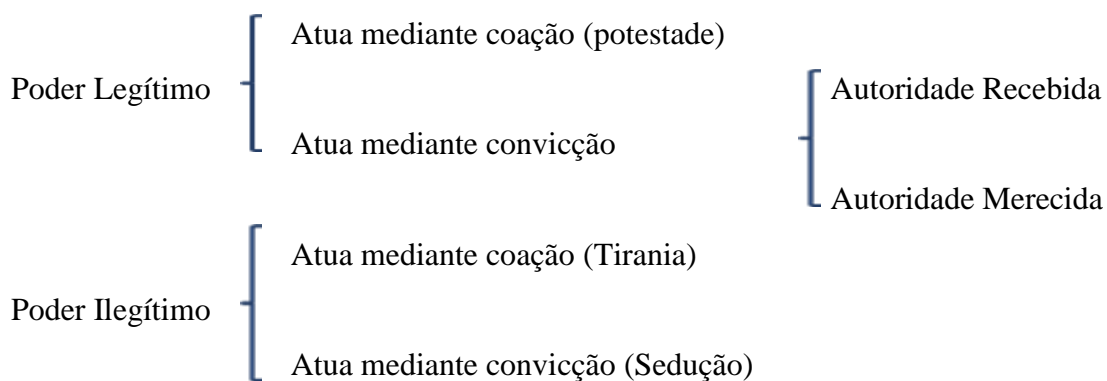 Atua mediante coação (potestade)
Poder Legítimo
Autoridade Recebida
Atua mediante convicção
Autoridade Merecida
Atua mediante coação (Tirania)
Poder Ilegítimo
Atua mediante convicção (Sedução)